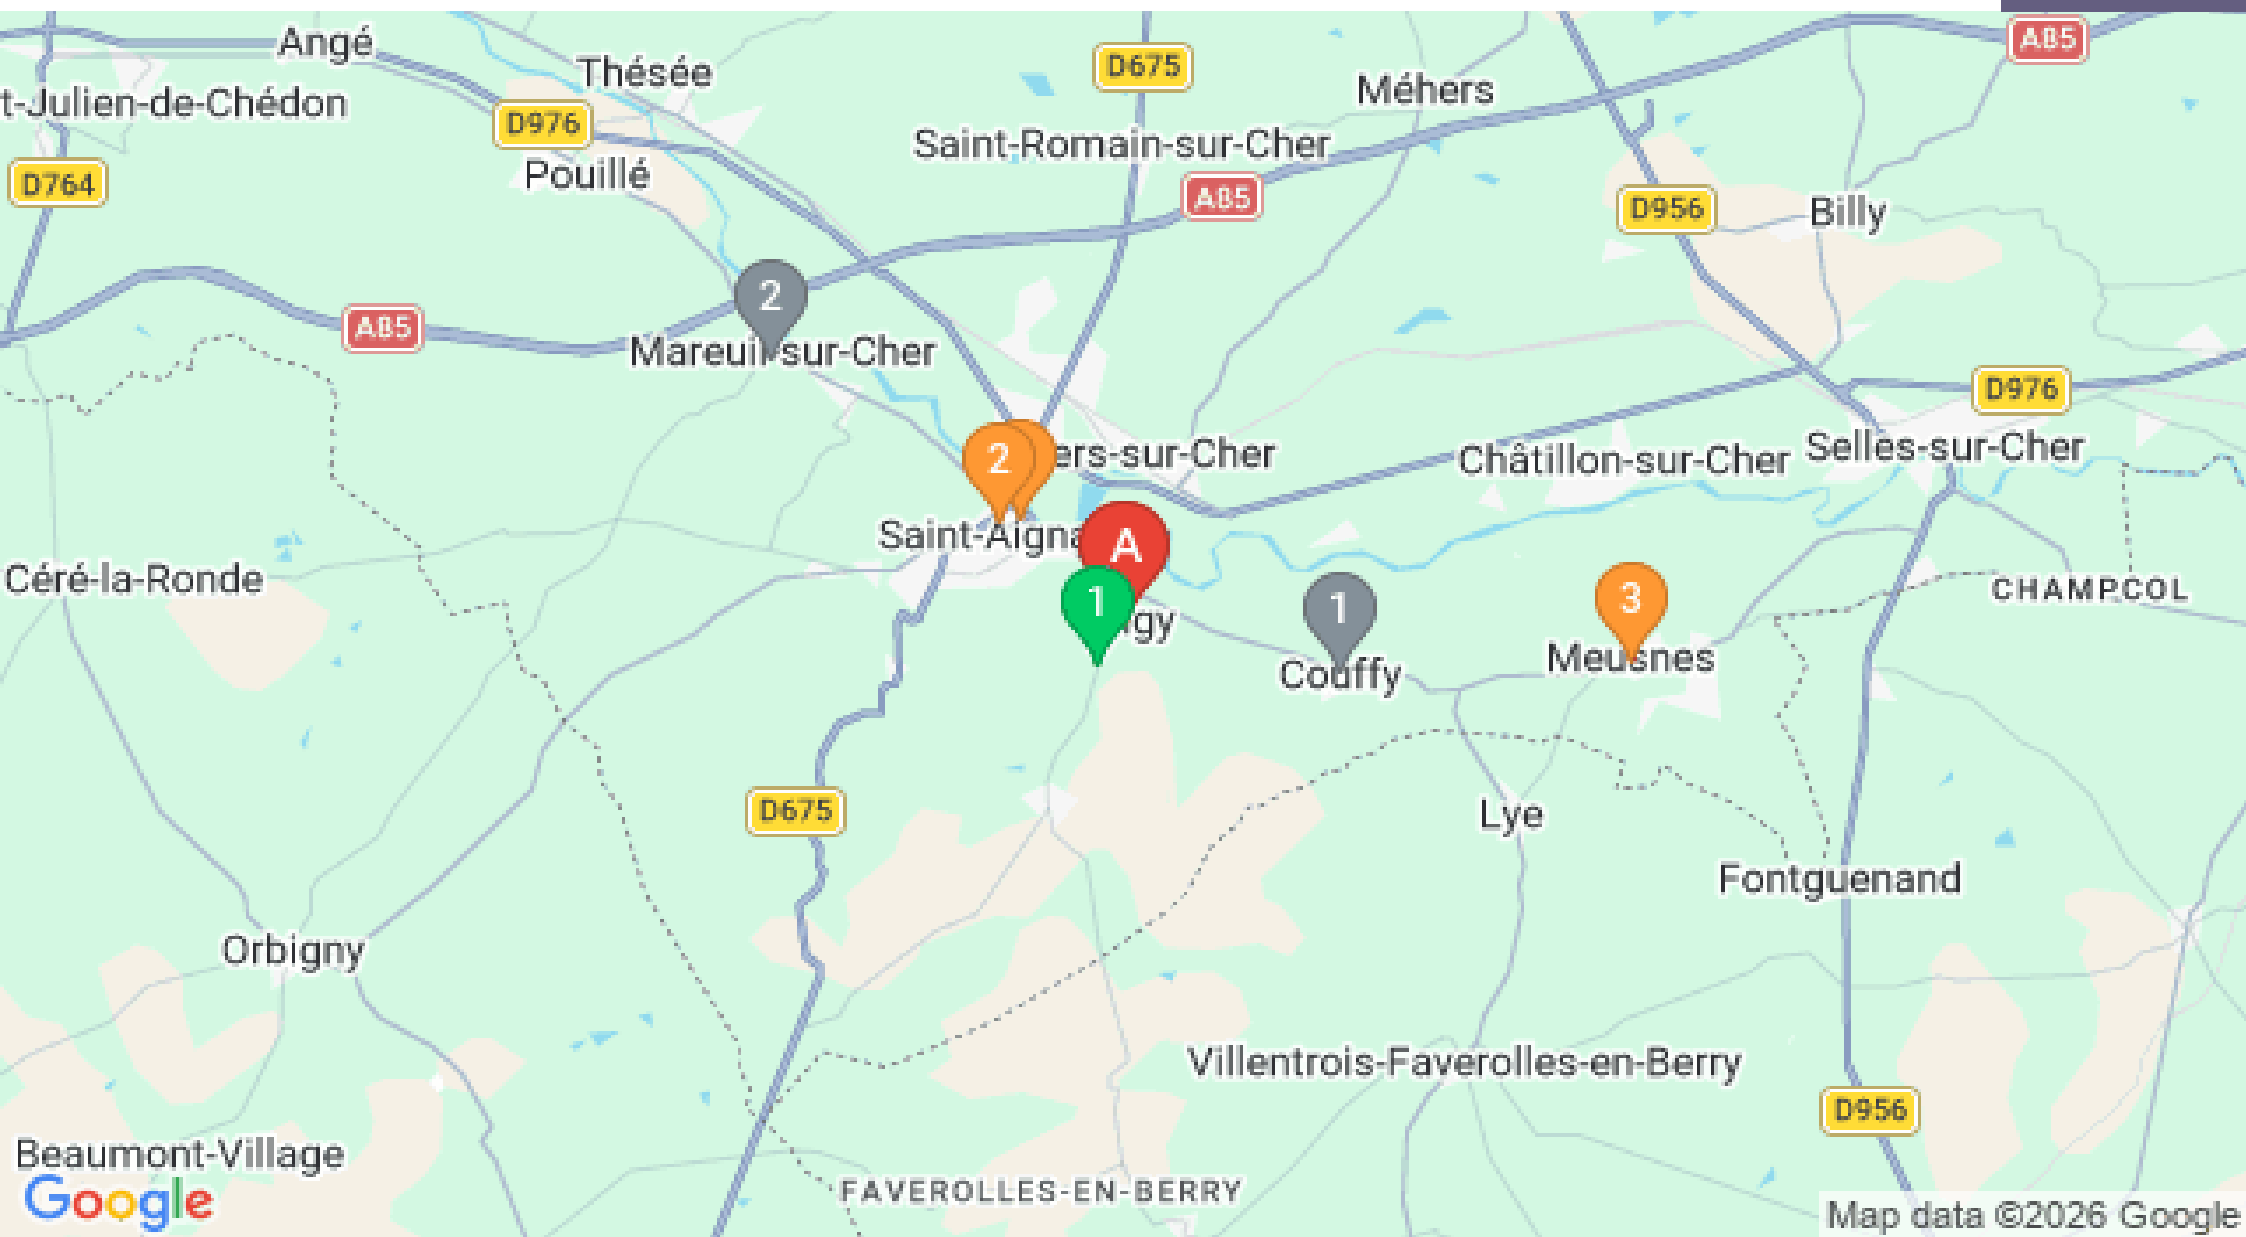 A85
Angé
Thésée
D675
Méhers
t-Julien-de-Chédon
D976
Saint-Romain-sur-Cher
Pouillé
D764
A85
D956
Billy
2
A85
Mareuil-sur-Cher
D976
2
ers-sur-Cher
Châtillon-sur-Cher
Selles-sur-Cher
Saint-Aigna
A
Céré-la-Ronde
1
1
3
CHAMPCOL
gy
Couffy
Meusnes
D675
Lye
Fontguenand
Orbigny
Villentrois-Faverolles-en-Berry
D956
Beaumont-Village
FAVEROLLES-EN-BERRY
Google
Map data ©2026 Google